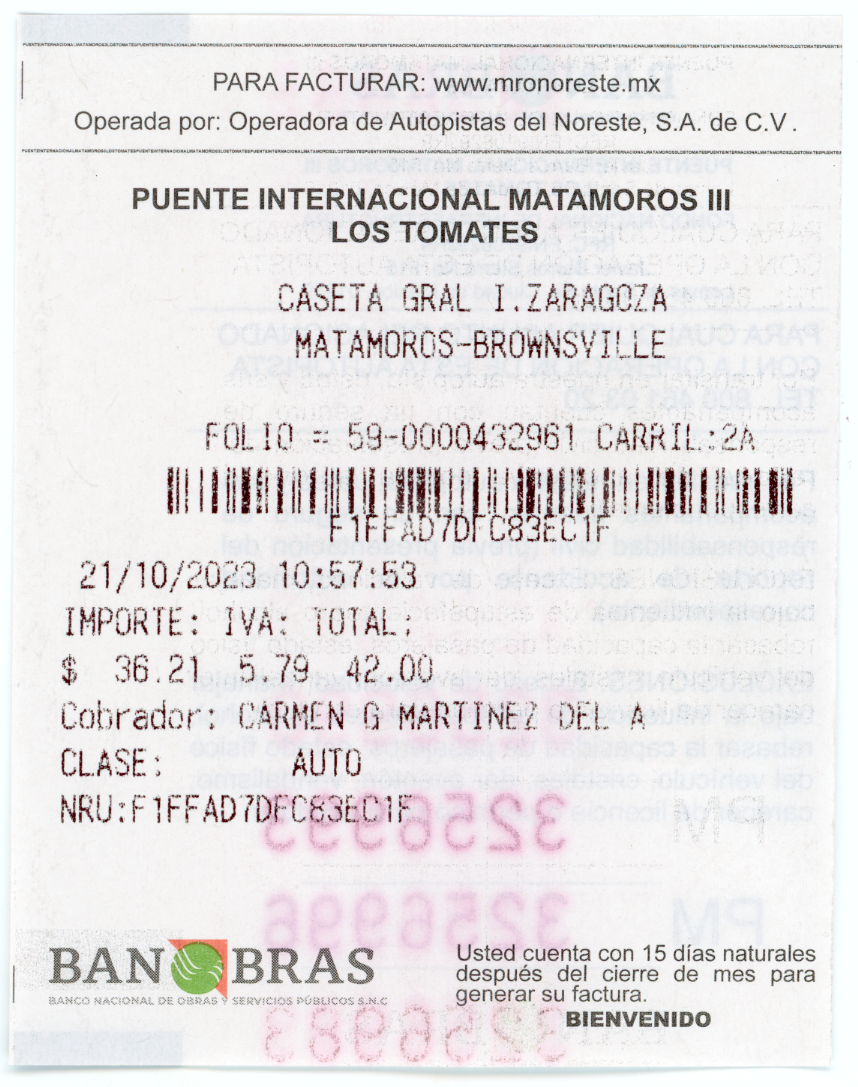 PARA FACTURAR: www.mronoreste.mx
Operada por: Operadora de Autopistas del Noreste, S.A. de C.V.
PUENTE INTERNACIONAL MATAMOROS III
LOS TOMATES
CASETA GRAL I.ZARAGOZA
MATAMOROS-BROWNSVILLE
FOLIO = 59-0000432961 CARRIL:2A
F1FFAD7DFC83EC1F
21/10/2023 10:57:53
IMPORTE: IVA: TOTAL:
$ 36.21 5.79 42.00
Cobrador: CARMEN G MARTINEZ DEL A
CLASE: AUTO
NRU:F1FFAD7DFC83EC1F
BANOBRAS
BANCO NACIONAL DE OBRAS Y SERVICIOS PÚBLICOS S.N.C
Usted cuenta con 15 días naturales
después del cierre de mes para
generar su factura.
BIENVENIDO